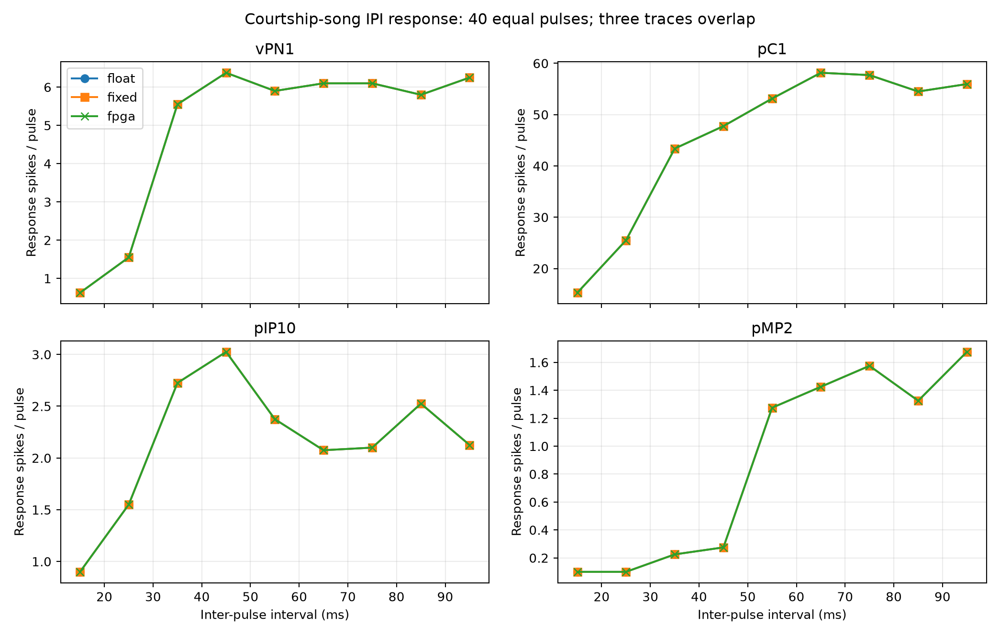 Courtship-song IPI response: 40 equal pulses; three traces overlap
vPN1
Response spikes / pulse
6
5
4
3
2
1
float
fixed
fpga
pC1
Response spikes / pulse
60
50
40
30
20
pIP10
Response spikes / pulse
3.0
2.5
2.0
1.5
1.0
20 30 40 50 60 70 80 90
Inter-pulse interval (ms)
pMP2
Response spikes / pulse
1.6
1.4
1.2
1.0
0.8
0.6
0.4
0.2
20 30 40 50 60 70 80 90
Inter-pulse interval (ms)